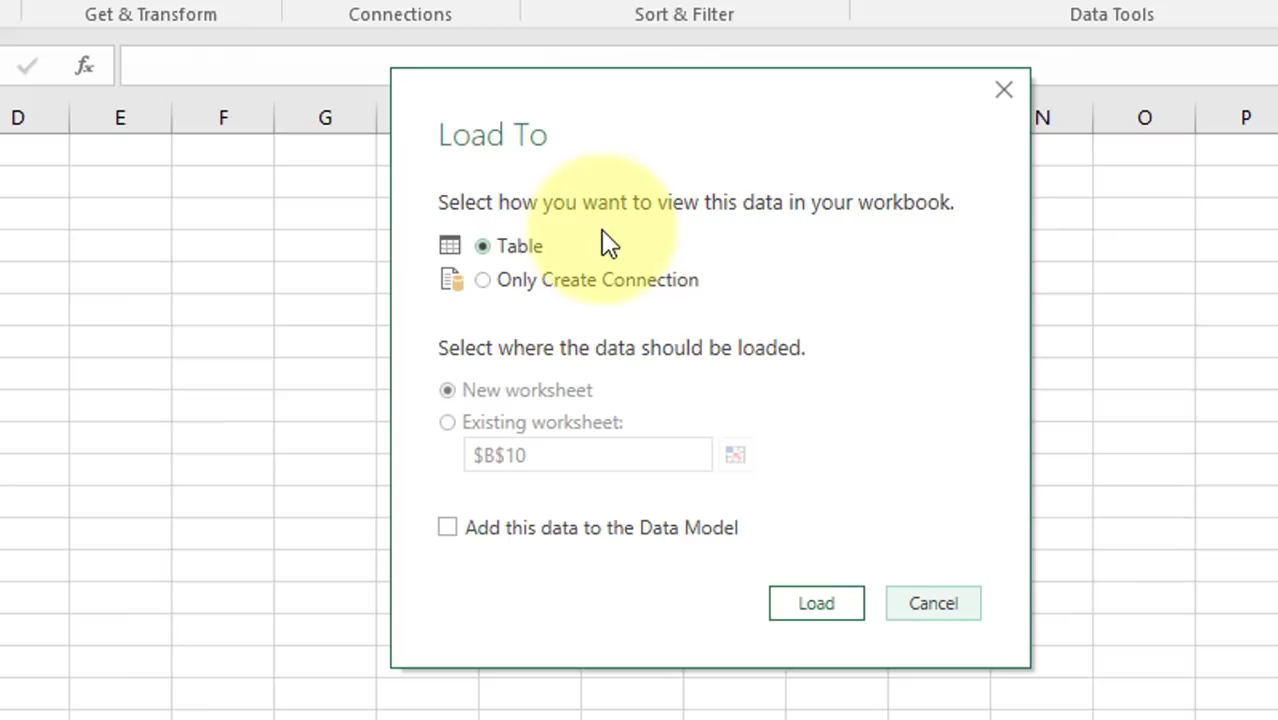 Get & Transform Connections Sort & Filter Data Tools
fx
D E F G N O P
Load To
Select how you want to view this data in your workbook.
Table
Only Create Connection
Select where the data should be loaded.
New worksheet
Existing worksheet:
$B$10
Add this data to the Data Model
Load Cancel